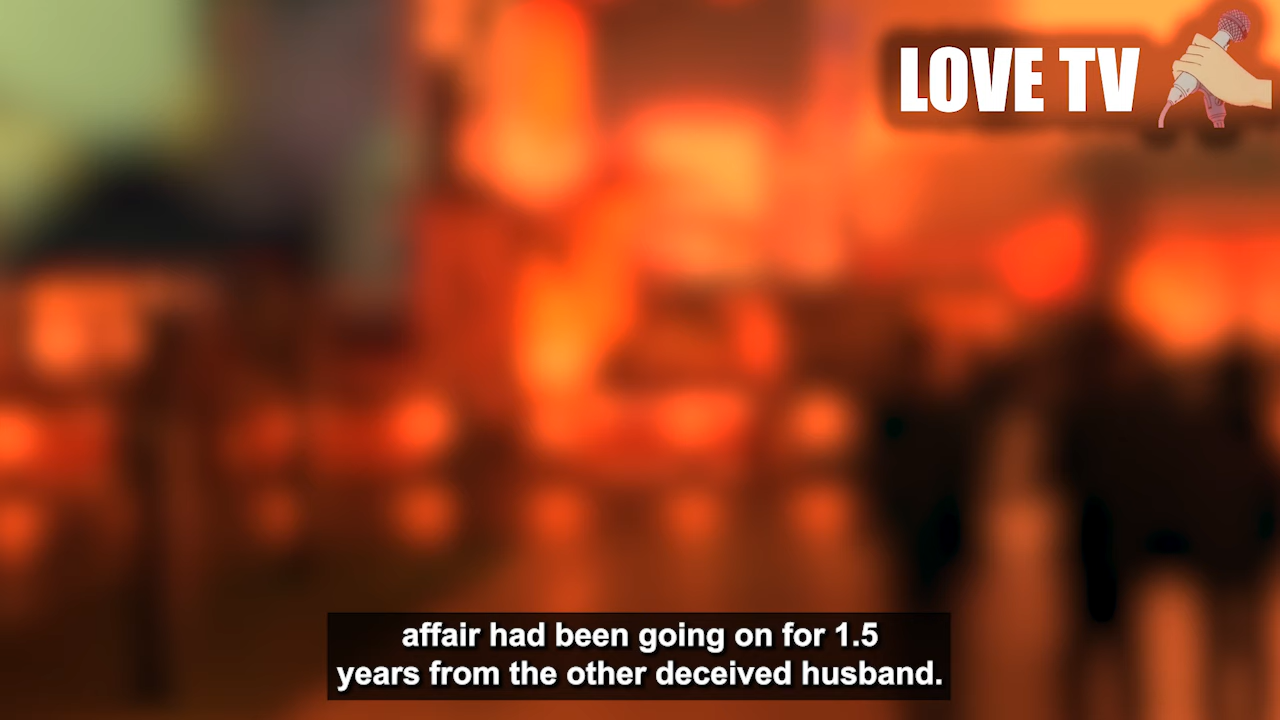 LOVE TV
affair had been going on for 1.5
years from the other deceived husband.